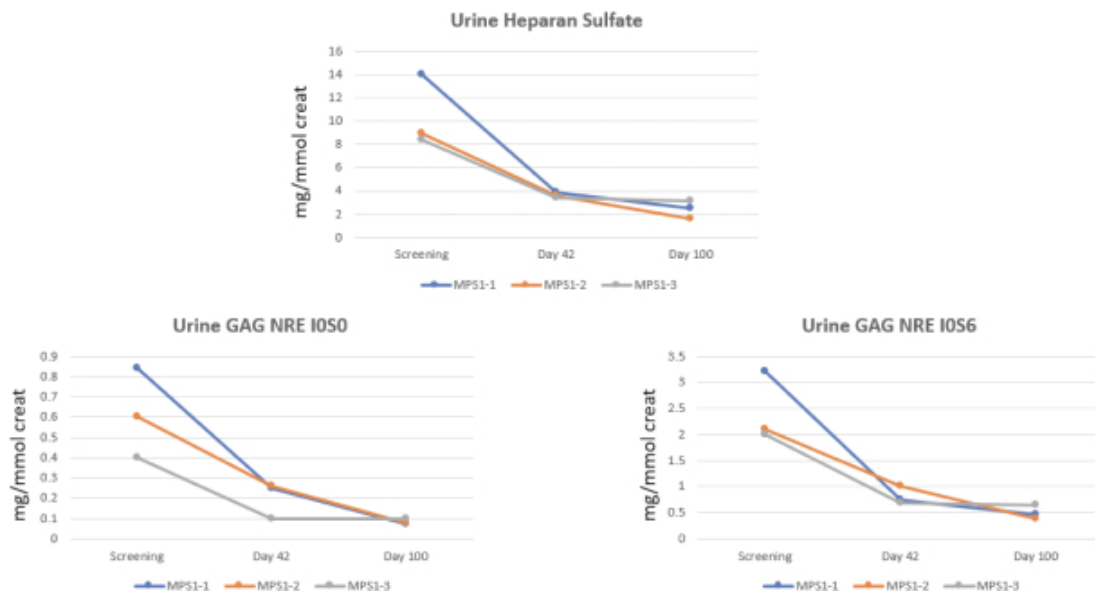 Urine Heparan Sulfate
16
14
12
10
8
6
4
2
0
mg/mmol creat
Screening Day 42 Day 100
MPS1-1 MPS1-2 MPS1-3
Urine GAG NRE I0S0
0.9
0.8
0.7
0.6
0.5
0.4
0.3
0.2
0.1
0
mg/mmol creat
Screening Day 42 Day 100
MPS1-1 MPS1-2 MPS1-3
Urine GAG NRE I0S6
3.5
3
2.5
2
1.5
1
0.5
0
mg/mmol creat
Screening Day 42 Day 100
MPS1-1 MPS1-2 MPS1-3